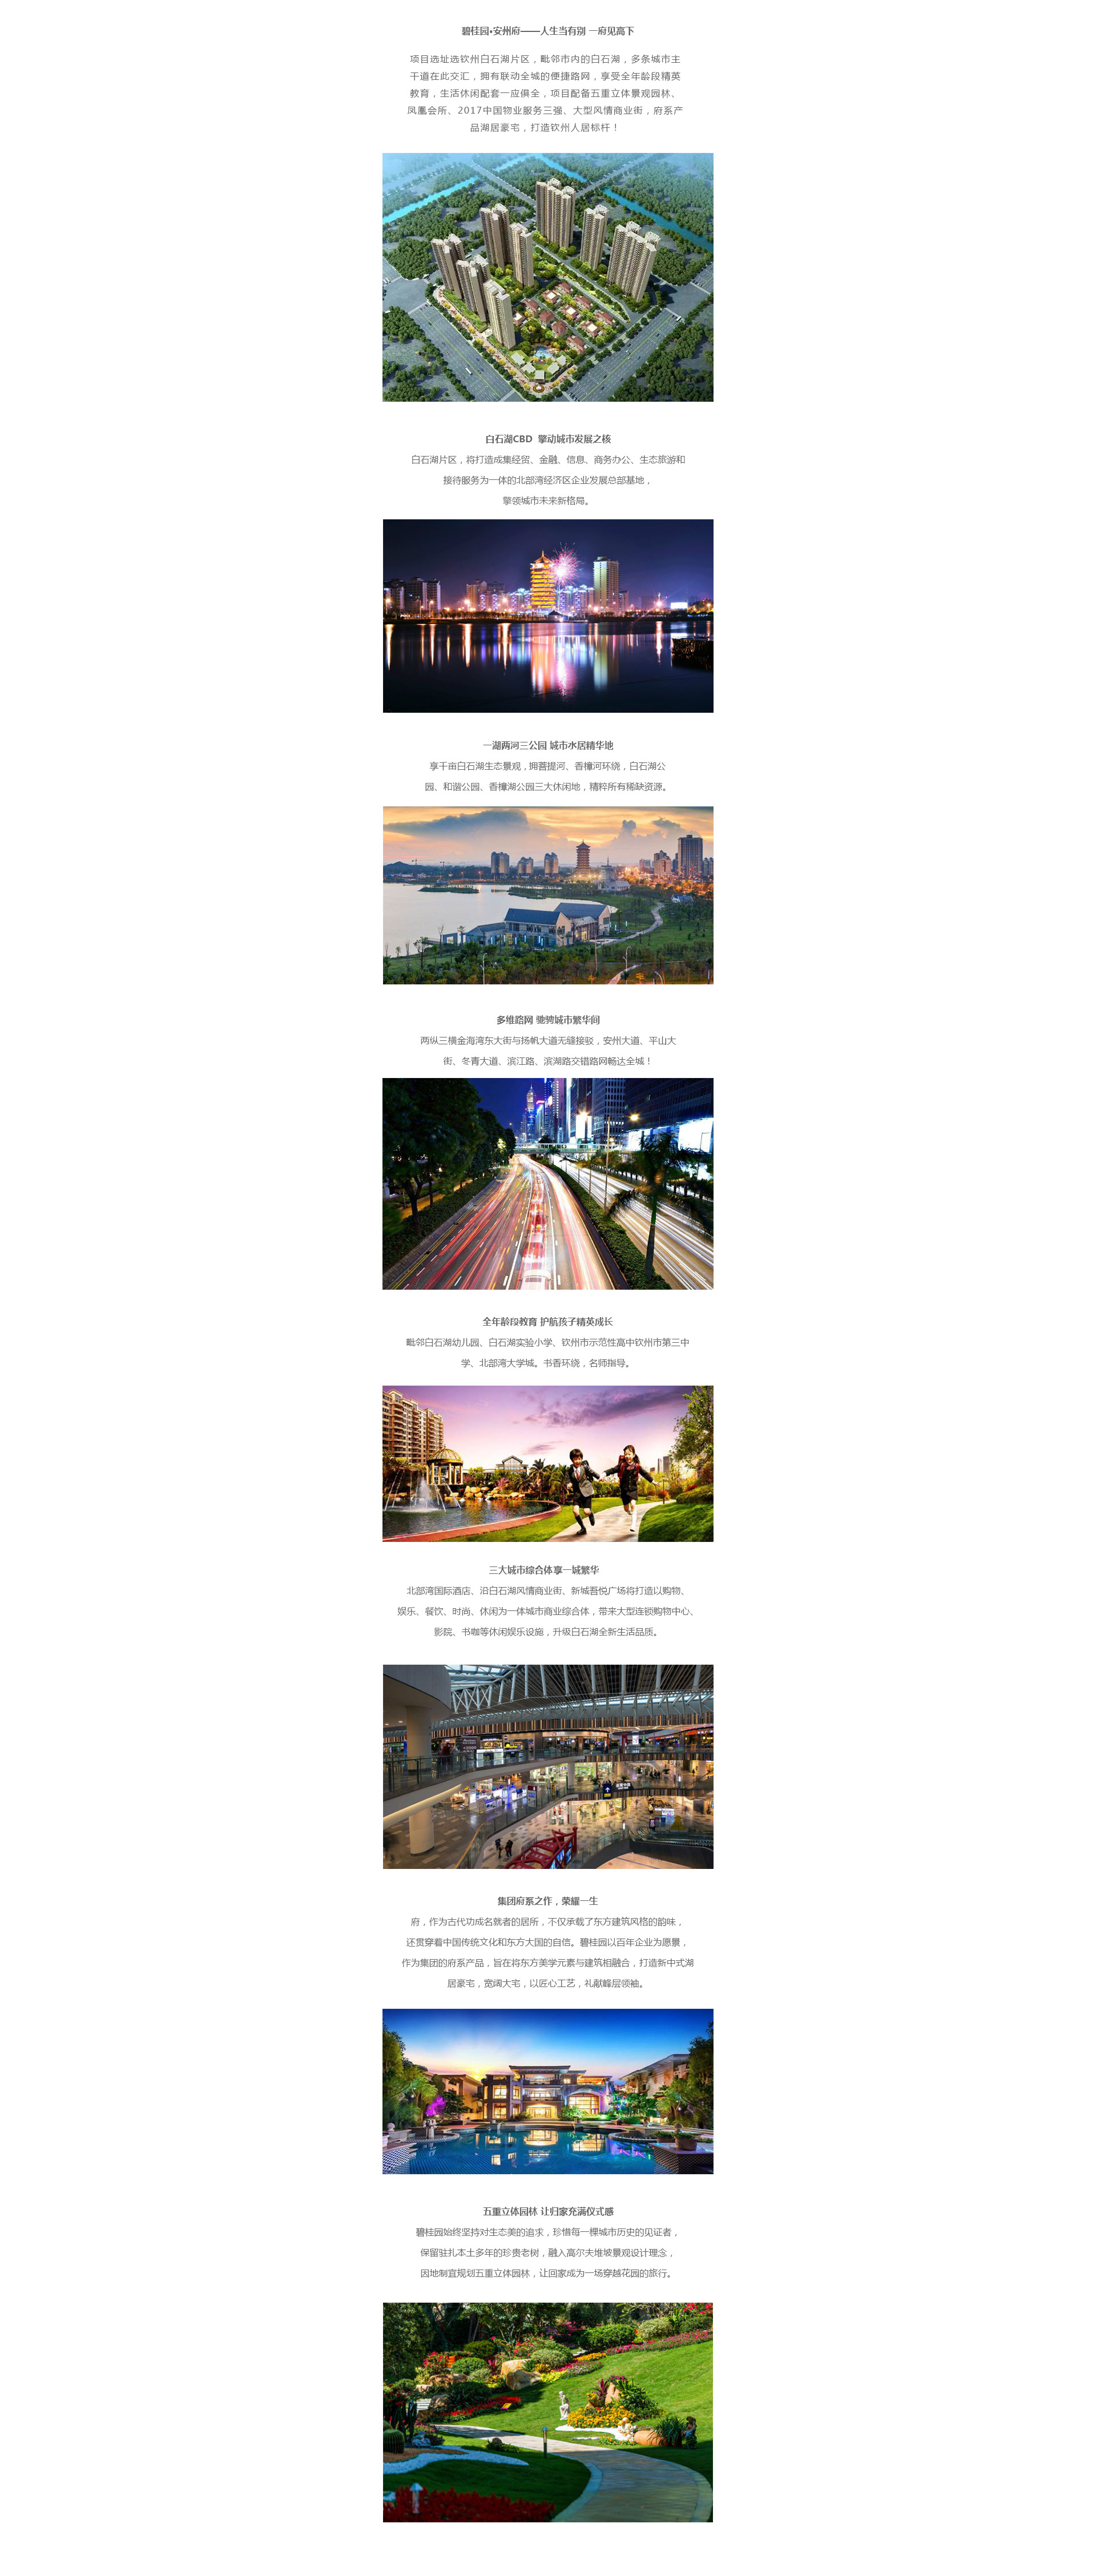 碧桂园•安州府——人生当有别 一府见高下
项目选址选钦州白石湖片区，毗邻市内的白石湖，多条城市主
干道在此交汇，拥有联动全城的便捷路网，享受全年龄段精英
教育，生活休闲配套一应俱全，项目配备五重立体景观园林、
凤凰会所、2017中国物业服务三强、大型风情商业街，府系产
品湖居豪宅，打造钦州人居标杆！
白石湖CBD 擎动城市发展之核
白石湖片区，将打造成集经贸、金融、信息、商务办公、生态旅游和
接待服务为一体的北部湾经济区企业发展总部基地，
擎领城市未来新格局。
一湖两河三公园 城市水居精华地
享千亩白石湖生态景观，拥菩提河、香樟河环绕，白石湖公
园、和谐公园、香樟湖公园三大休闲地，精粹所有稀缺资源。
多维路网 驰骋城市繁华间
两纵三横金海湾东大街与扬帆大道无缝接驳，安州大道、平山大
街、冬青大道、滨江路、滨湖路交错路网畅达全城！
全年龄段教育 护航孩子精英成长
毗邻白石湖幼儿园、白石湖实验小学、钦州市示范性高中钦州市第三中
学、北部湾大学城。书香环绕，名师指导。
三大城市综合体享一城繁华
北部湾国际酒店、沿白石湖风情商业街、新城吾悦广场将打造以购物、
娱乐、餐饮、时尚、休闲为一体城市商业综合体，带来大型连锁购物中心、
影院、书咖等休闲娱乐设施，升级白石湖全新生活品质。
集团府系之作，荣耀一生
府，作为古代功成名就者的居所，不仅承载了东方建筑风格的韵味，
还贯穿着中国传统文化和东方大国的自信。碧桂园以百年企业为愿景，
作为集团的府系产品，旨在将东方美学元素与建筑相融合，打造新中式湖
居豪宅，宽阔大宅，以匠心工艺，礼献峰层领袖。
五重立体园林 让归家充满仪式感
碧桂园始终坚持对生态美的追求，珍惜每一棵城市历史的见证者，
保留驻扎本土多年的珍贵老树，融入高尔夫堆坡景观设计理念，
因地制宜规划五重立体园林，让回家成为一场穿越花园的旅行。